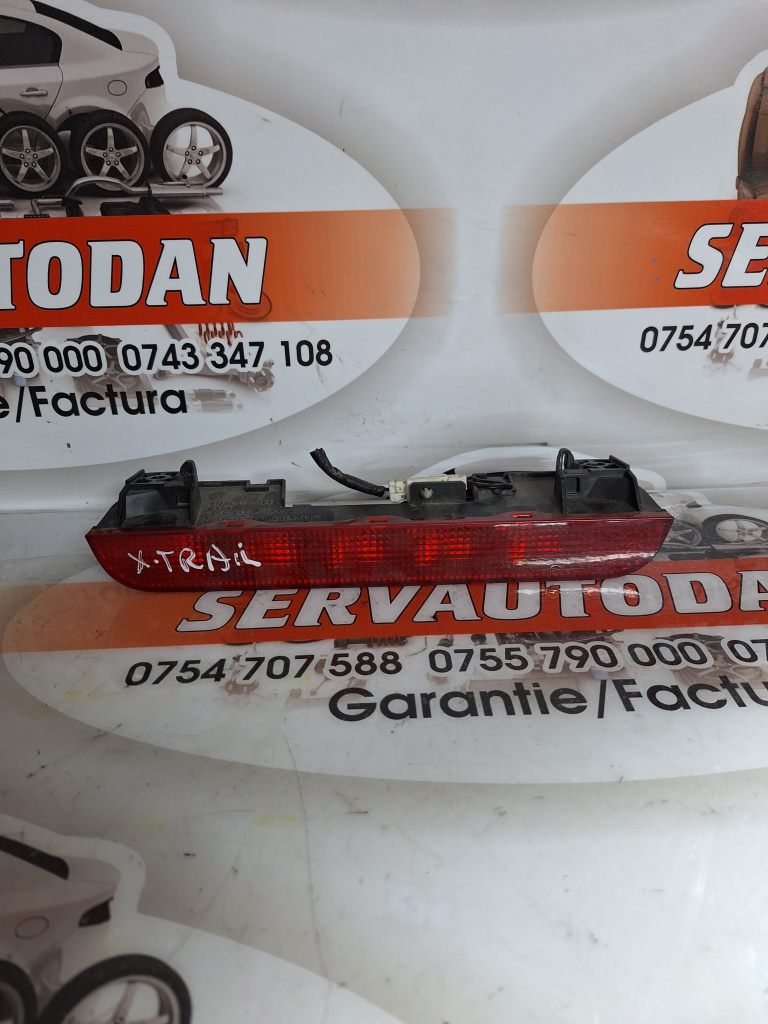 TODAN
90 000 0743 347 108
e/Factura
SE
0754 707
X-TRAIL
SERVAUTODA
0754 707 588 0755 790 000 07
Garantie/Factu